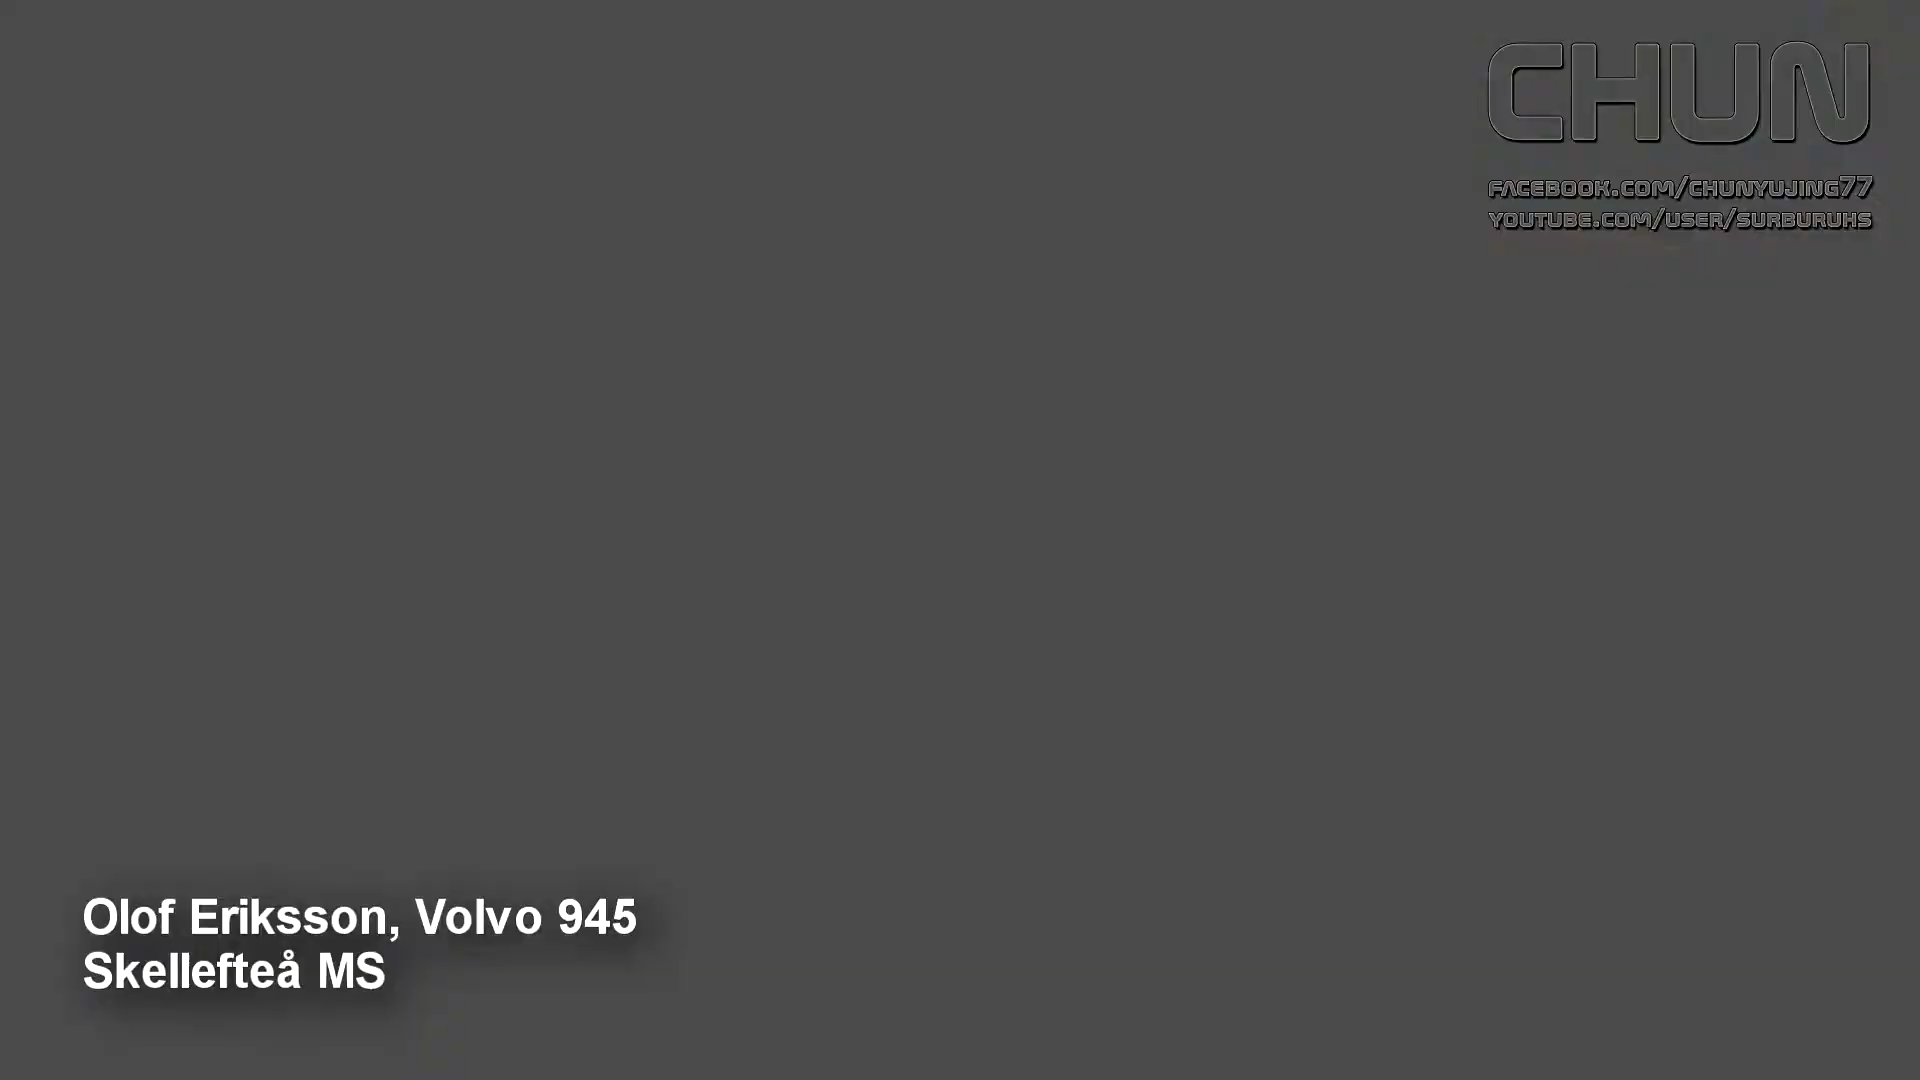 CHUN
FACEBOOK.COM/CHUNYUJING77
YOUTUBE.COM/USER/SURBURUHS
Olof Eriksson, Volvo 945
Skellefteå MS